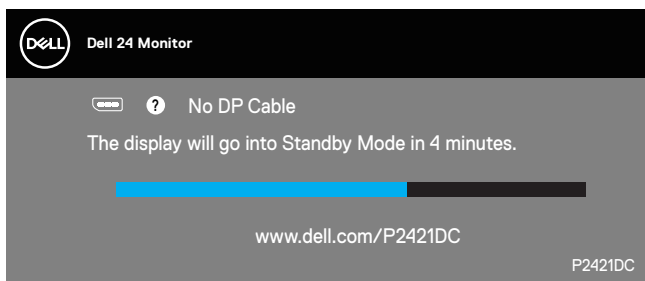 DELL
Dell 24 Monitor
? No DP Cable
The display will go into Standby Mode in 4 minutes.
www.dell.com/P2421DC
P2421DC